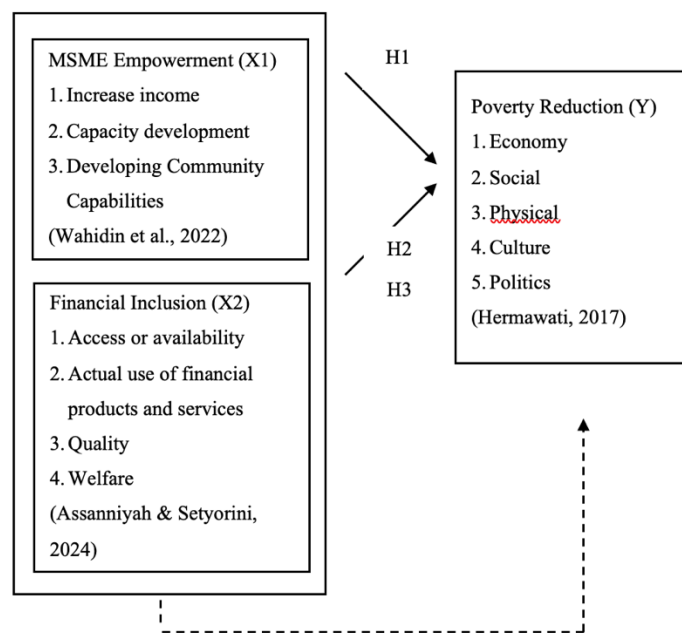 MSME Empowerment (X1)
1. Increase income
2. Capacity development
3. Developing Community
Capabilities
(Wahidin et al., 2022)
Financial Inclusion (X2)
1. Access or availability
2. Actual use of financial
products and services
3. Quality
4. Welfare
(Assanniyah & Setyorini,
2024)
H1
H2
H3
Poverty Reduction (Y)
1. Economy
2. Social
3. Physical
4. Culture
5. Politics
(Hermawati, 2017)